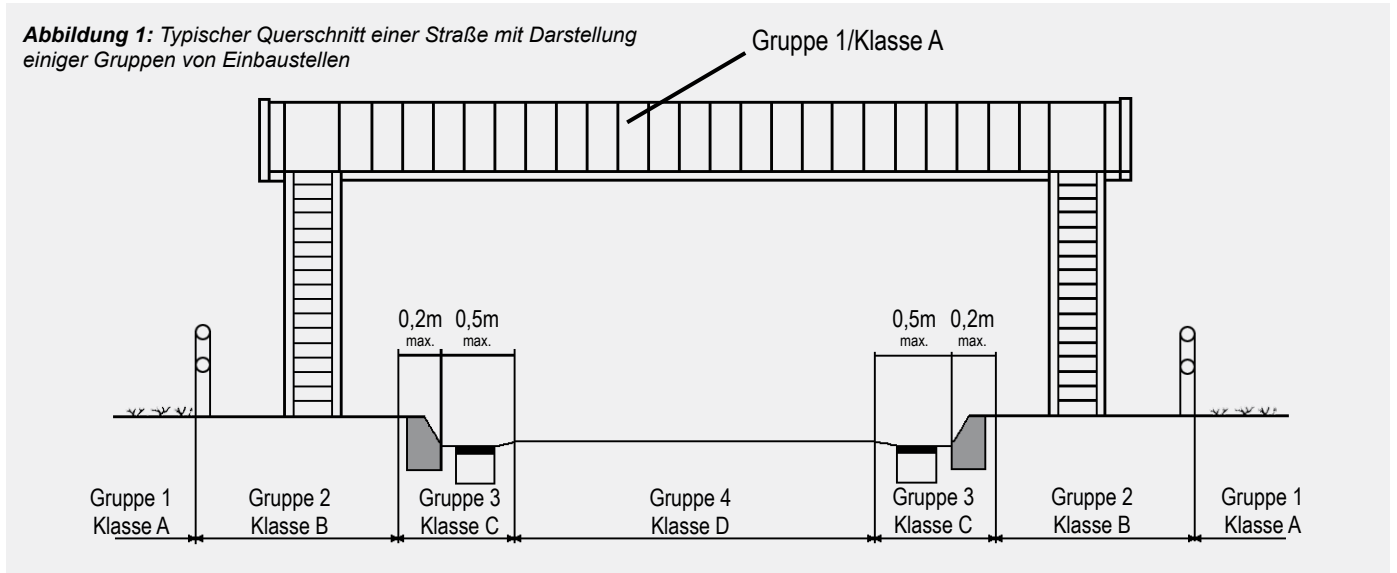 Abbildung 1: Typischer Querschnitt einer Straße mit Darstellung
einiger Gruppen von Einbaustellen
Gruppe 1/Klasse A
0,2m 0,5m
max. max.
0,5m 0,2m
max. max.
Gruppe 1
Klasse A
Gruppe 2
Klasse B
Gruppe 3
Klasse C
Gruppe 4
Klasse D
Gruppe 3
Klasse C
Gruppe 2
Klasse B
Gruppe 1
Klasse A